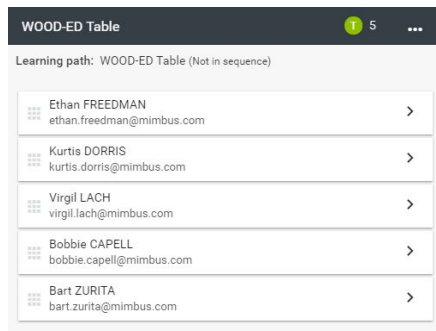 WOOD-ED Table T 5 ...
Learning path: WOOD-ED Table (Not in sequence)
Ethan FREEDMAN
ethan.freedman@mimbus.com
Kurtis DORRIS
kurtis.dorris@mimbus.com
Virgil LACH
virgil.lach@mimbus.com
Bobbie CAPELL
bobbie.capell@mimbus.com
Bart ZURITA
bart.zurita@mimbus.com